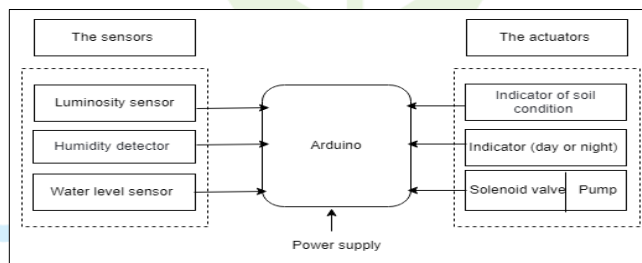 The sensors
The actuators
Luminosity sensor
Humidity detector
Water level sensor
Arduino
Power supply
Indicator of soil
condition
Indicator (day or night)
Solenoid valve
Pump